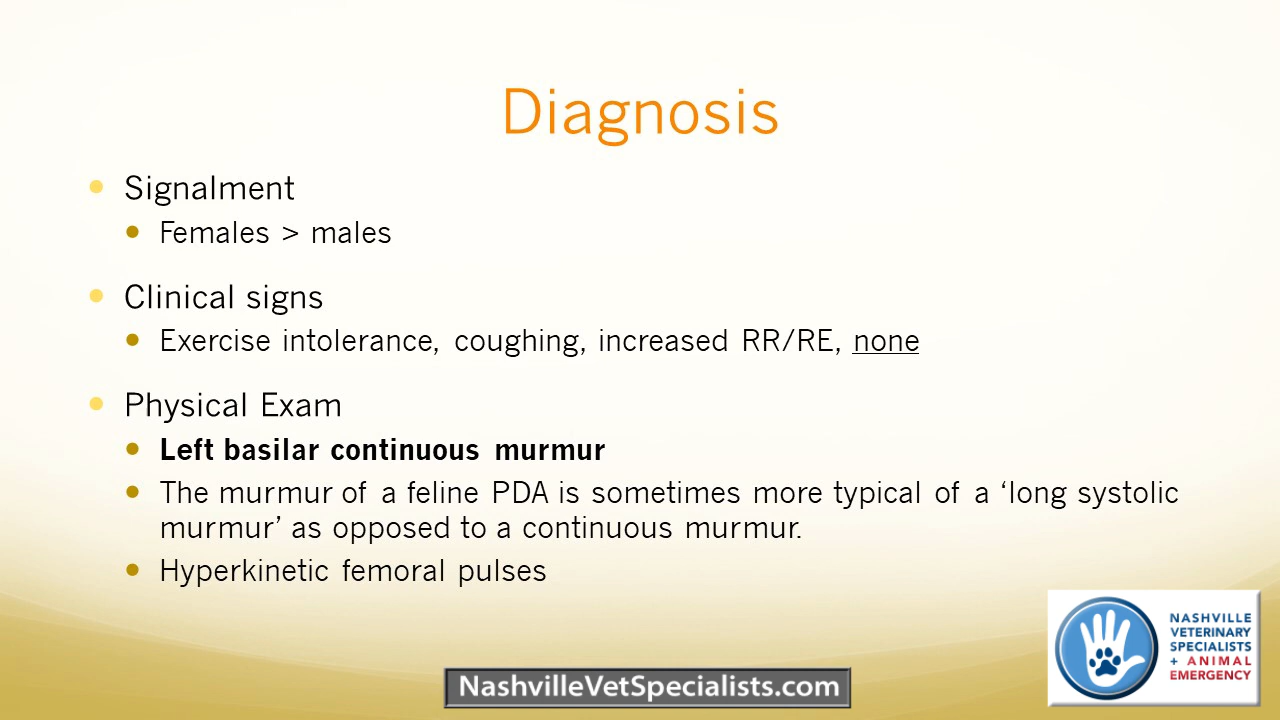 Diagnosis
Signalment
Females > males
Clinical signs
Exercise intolerance, coughing, increased RR/RE, none
Physical Exam
Left basilar continuous murmur
The murmur of a feline PDA is sometimes more typical of a ‘long systolic
murmur’ as opposed to a continuous murmur.
Hyperkinetic femoral pulses
NASHVILLE
VETERINARY
SPECIALISTS
+ ANIMAL
EMERGENCY
NashvilleVetSpecialists.com